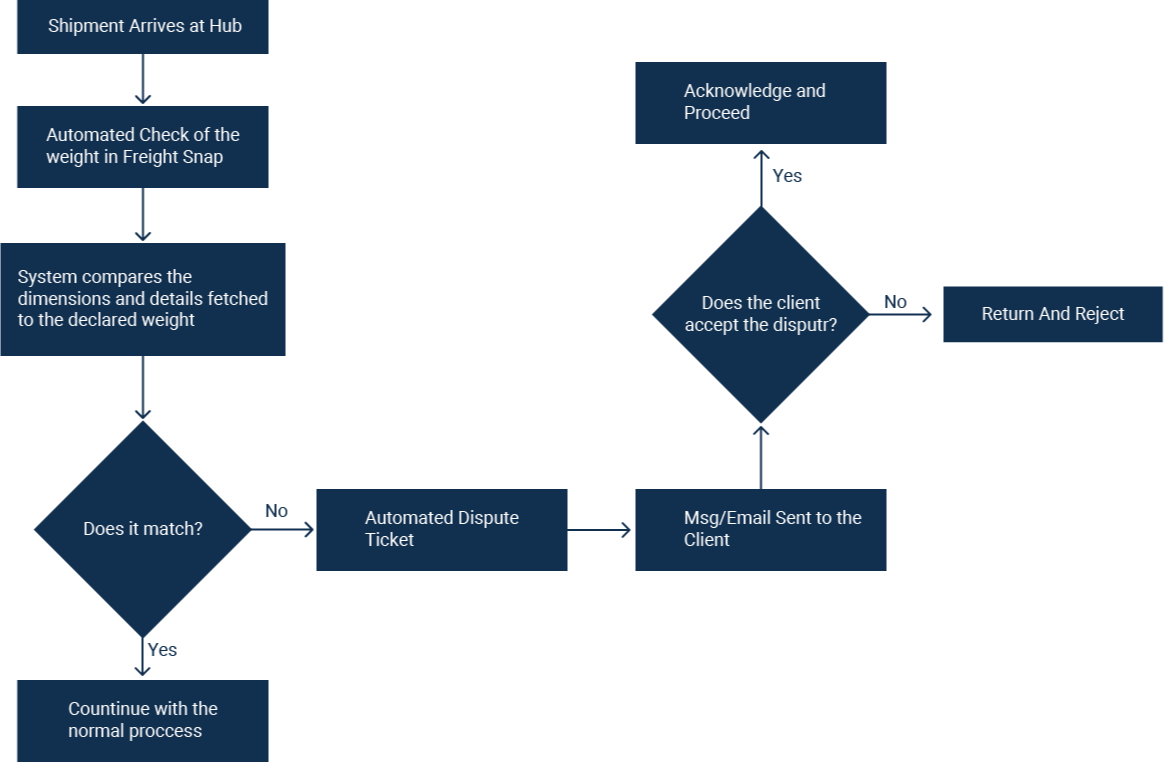 Shipment Arrives at Hub
Automated Check of the
weight in Freight Snap
System compares the
dimensions and details fetched
to the declared weight
Does it match?
Yes
Countinue with the
normal proccess
No
Automated Dispute
Ticket
Msg/Email Sent to the
Client
Does the client
accept the disputr?
Yes
Acknowledge and
Proceed
No
Return And Reject